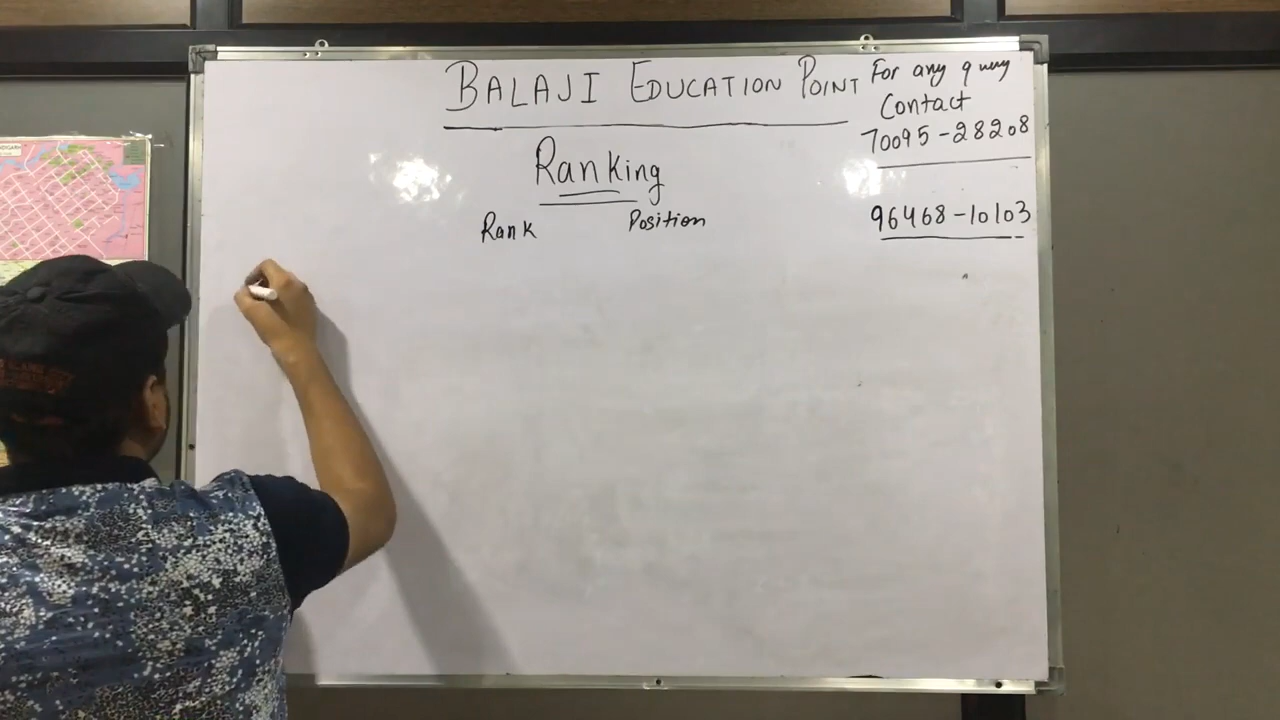 BALAJI EDUCATION POINT
For any query
Contact
70095-28208
96468-10103
Ranking
Rank Position